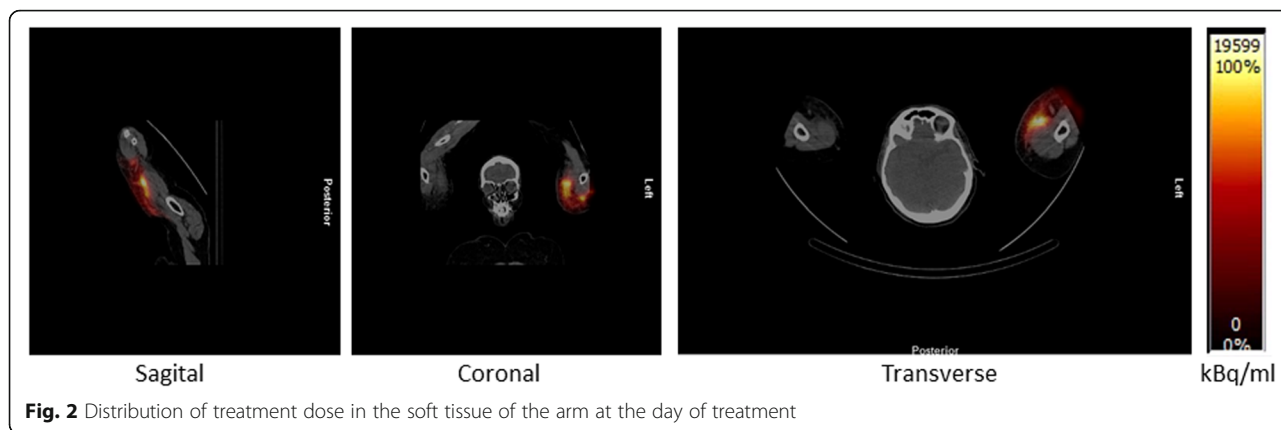 Posterior
Left
Left
Posterior
19599
100%
0
0%
Sagital
Coronal
Transverse
kBq/ml
Fig. 2 Distribution of treatment dose in the soft tissue of the arm at the day of treatment